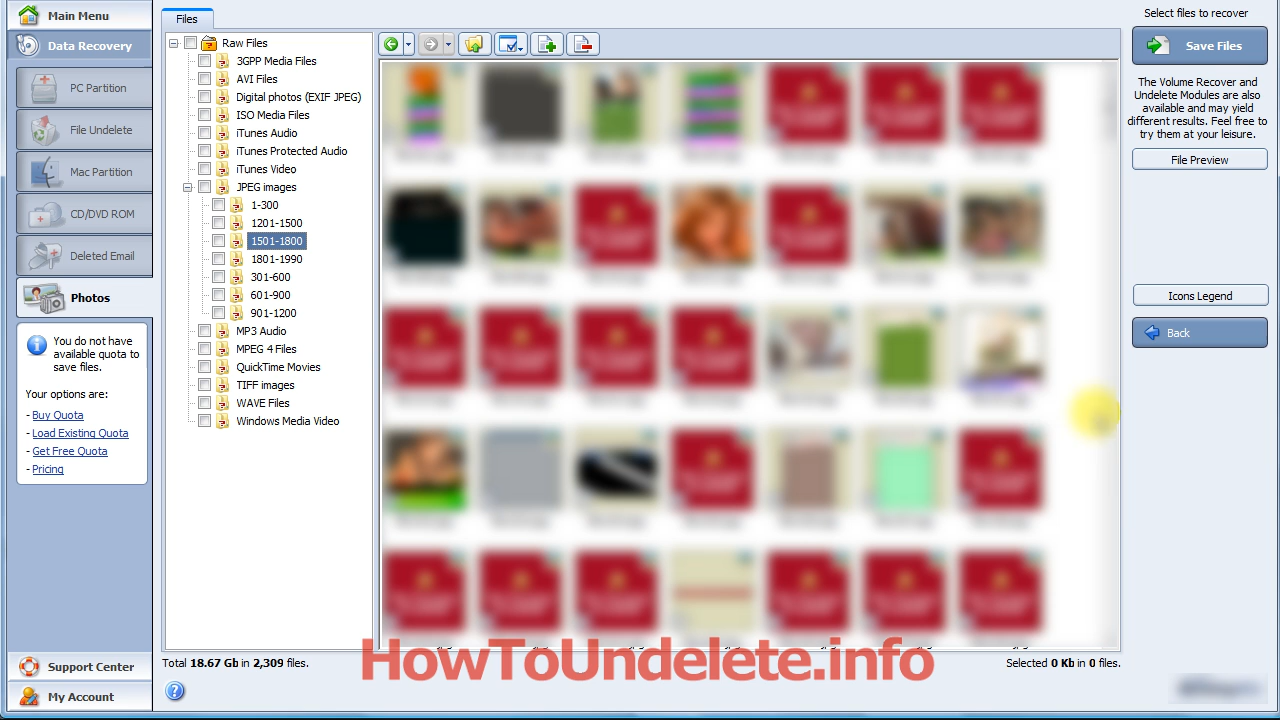 Main Menu
Data Recovery
PC Partition
File Undelete
Mac Partition
CD/DVD ROM
Deleted Email
Photos
You do not have
available quota to
save files.
Your options are:
- Buy Quota
- Load Existing Quota
- Get Free Quota
- Pricing
Support Center
My Account
Files
Raw Files
3GPP Media Files
AVI Files
Digital photos (EXIF JPEG)
ISO Media Files
iTunes Audio
iTunes Protected Audio
iTunes Video
JPEG images
1-300
1201-1500
1501-1800
1801-1990
301-600
601-900
901-1200
MP3 Audio
MPEG 4 Files
QuickTime Movies
TIFF images
WAVE Files
Windows Media Video
Total 18.67 Gb in 2,309 files.
HowToUndelete.info
Selected 0 Kb in 0 files.
Select files to recover
Save Files
The Volume Recover and
Undelete Modules are also
available and may yield
different results. Feel free to
try them at your leisure.
File Preview
Icons Legend
Back